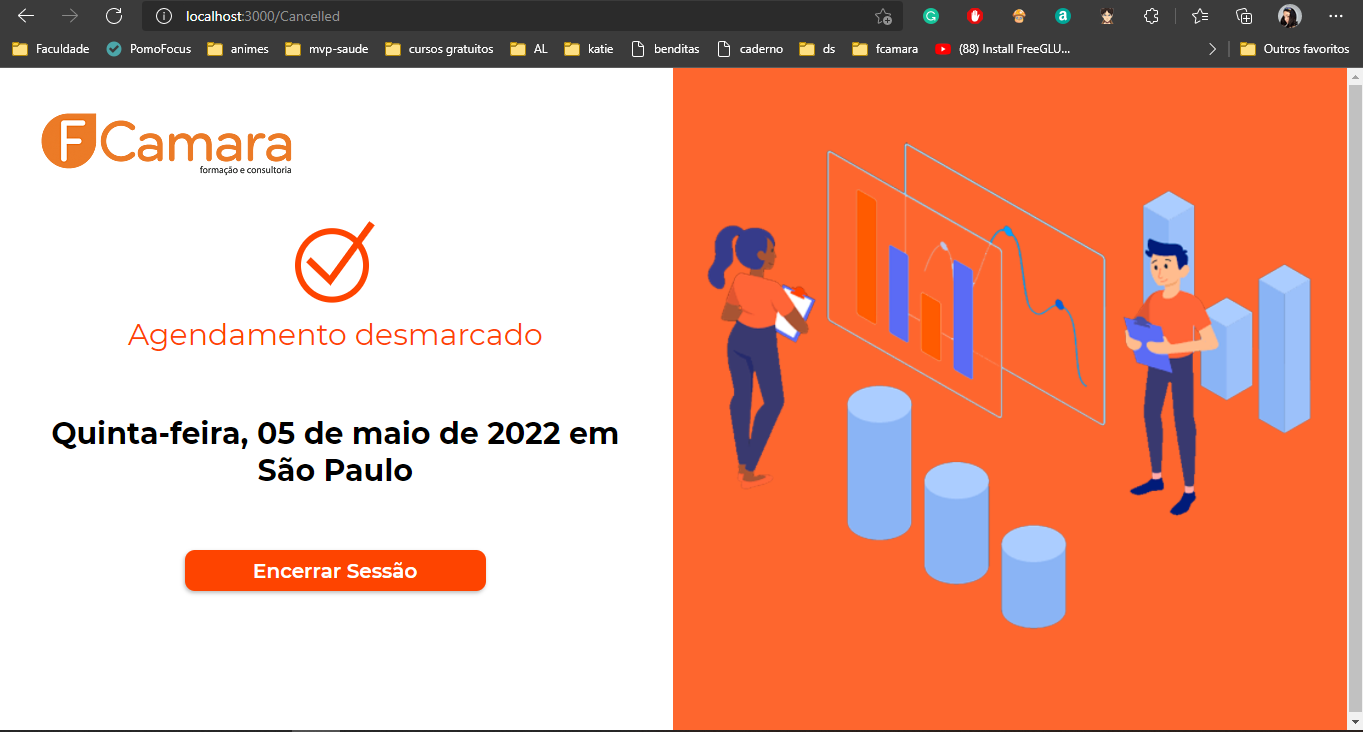 localhost:3000/Cancelled
Faculdade
PomoFocus
animes
mvp-saude
cursos gratuitos
AL
katie
benditas
caderno
ds
fcamara
(88) Install FreeGLU...
Outros favoritos
FCamara
formação e consultoria
Agendamento desmarcado
Quinta-feira, 05 de maio de 2022 em
São Paulo
Encerrar Sessão